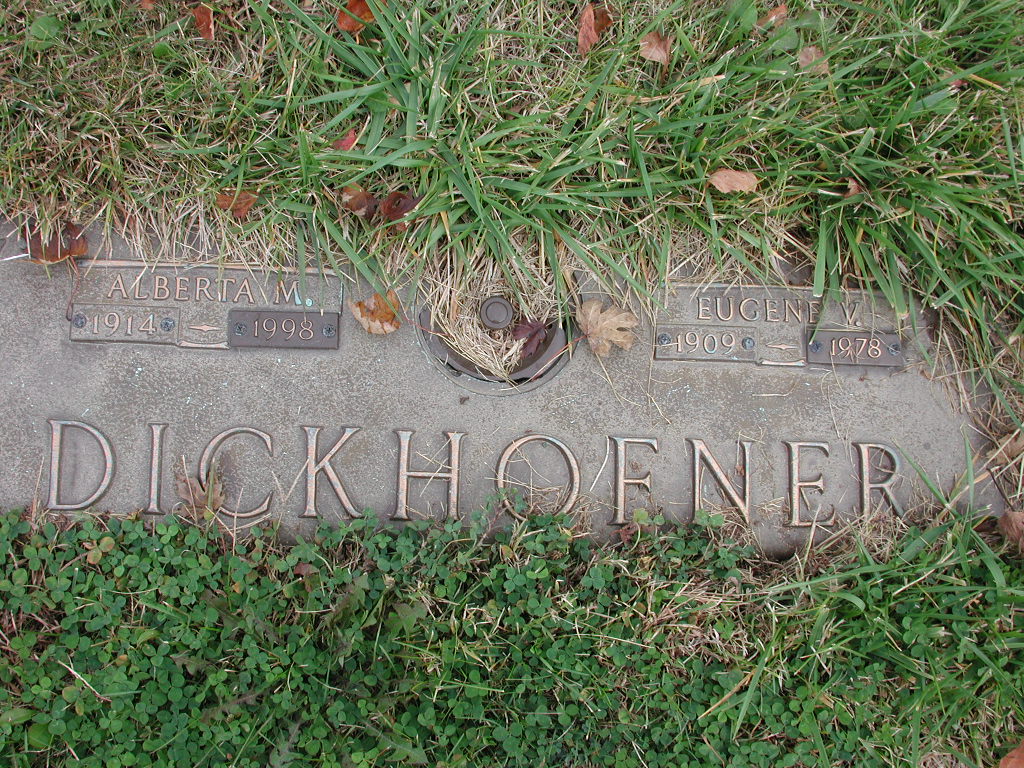 ALBERTA M.
1914 - 1998
EUGENE V.
1909 - 1978
DICKHOFNER